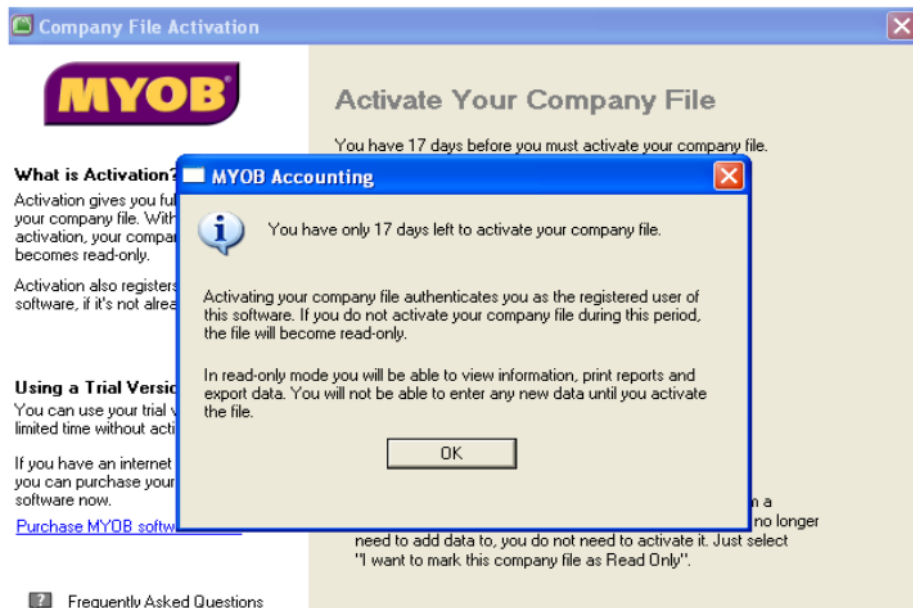 Company File Activation
MYOB
Activate Your Company File
You have 17 days before you must activate your company file.
What is Activation?
Activation gives you ful
your company file. With
activation, your compa
becomes read-only.
Activation also registers
software, if it's not alrea
Using a Trial Versio
You can use your trial v
limited time without acti
If you have an internet
you can purchase your
software now.
Purchase MYOB softw
Frequently Asked Questions
MYOB Accounting
You have only 17 days left to activate your company file.
Activating your company file authenticates you as the registered user of
this software. If you do not activate your company file during this period,
the file will become read-only.
In read-only mode you will be able to view information, print reports and
export data. You will not be able to enter any new data until you activate
the file.
OK
a
no longer
need to add data to, you do not need to activate it. Just select
"I want to mark this company file as Read Only".